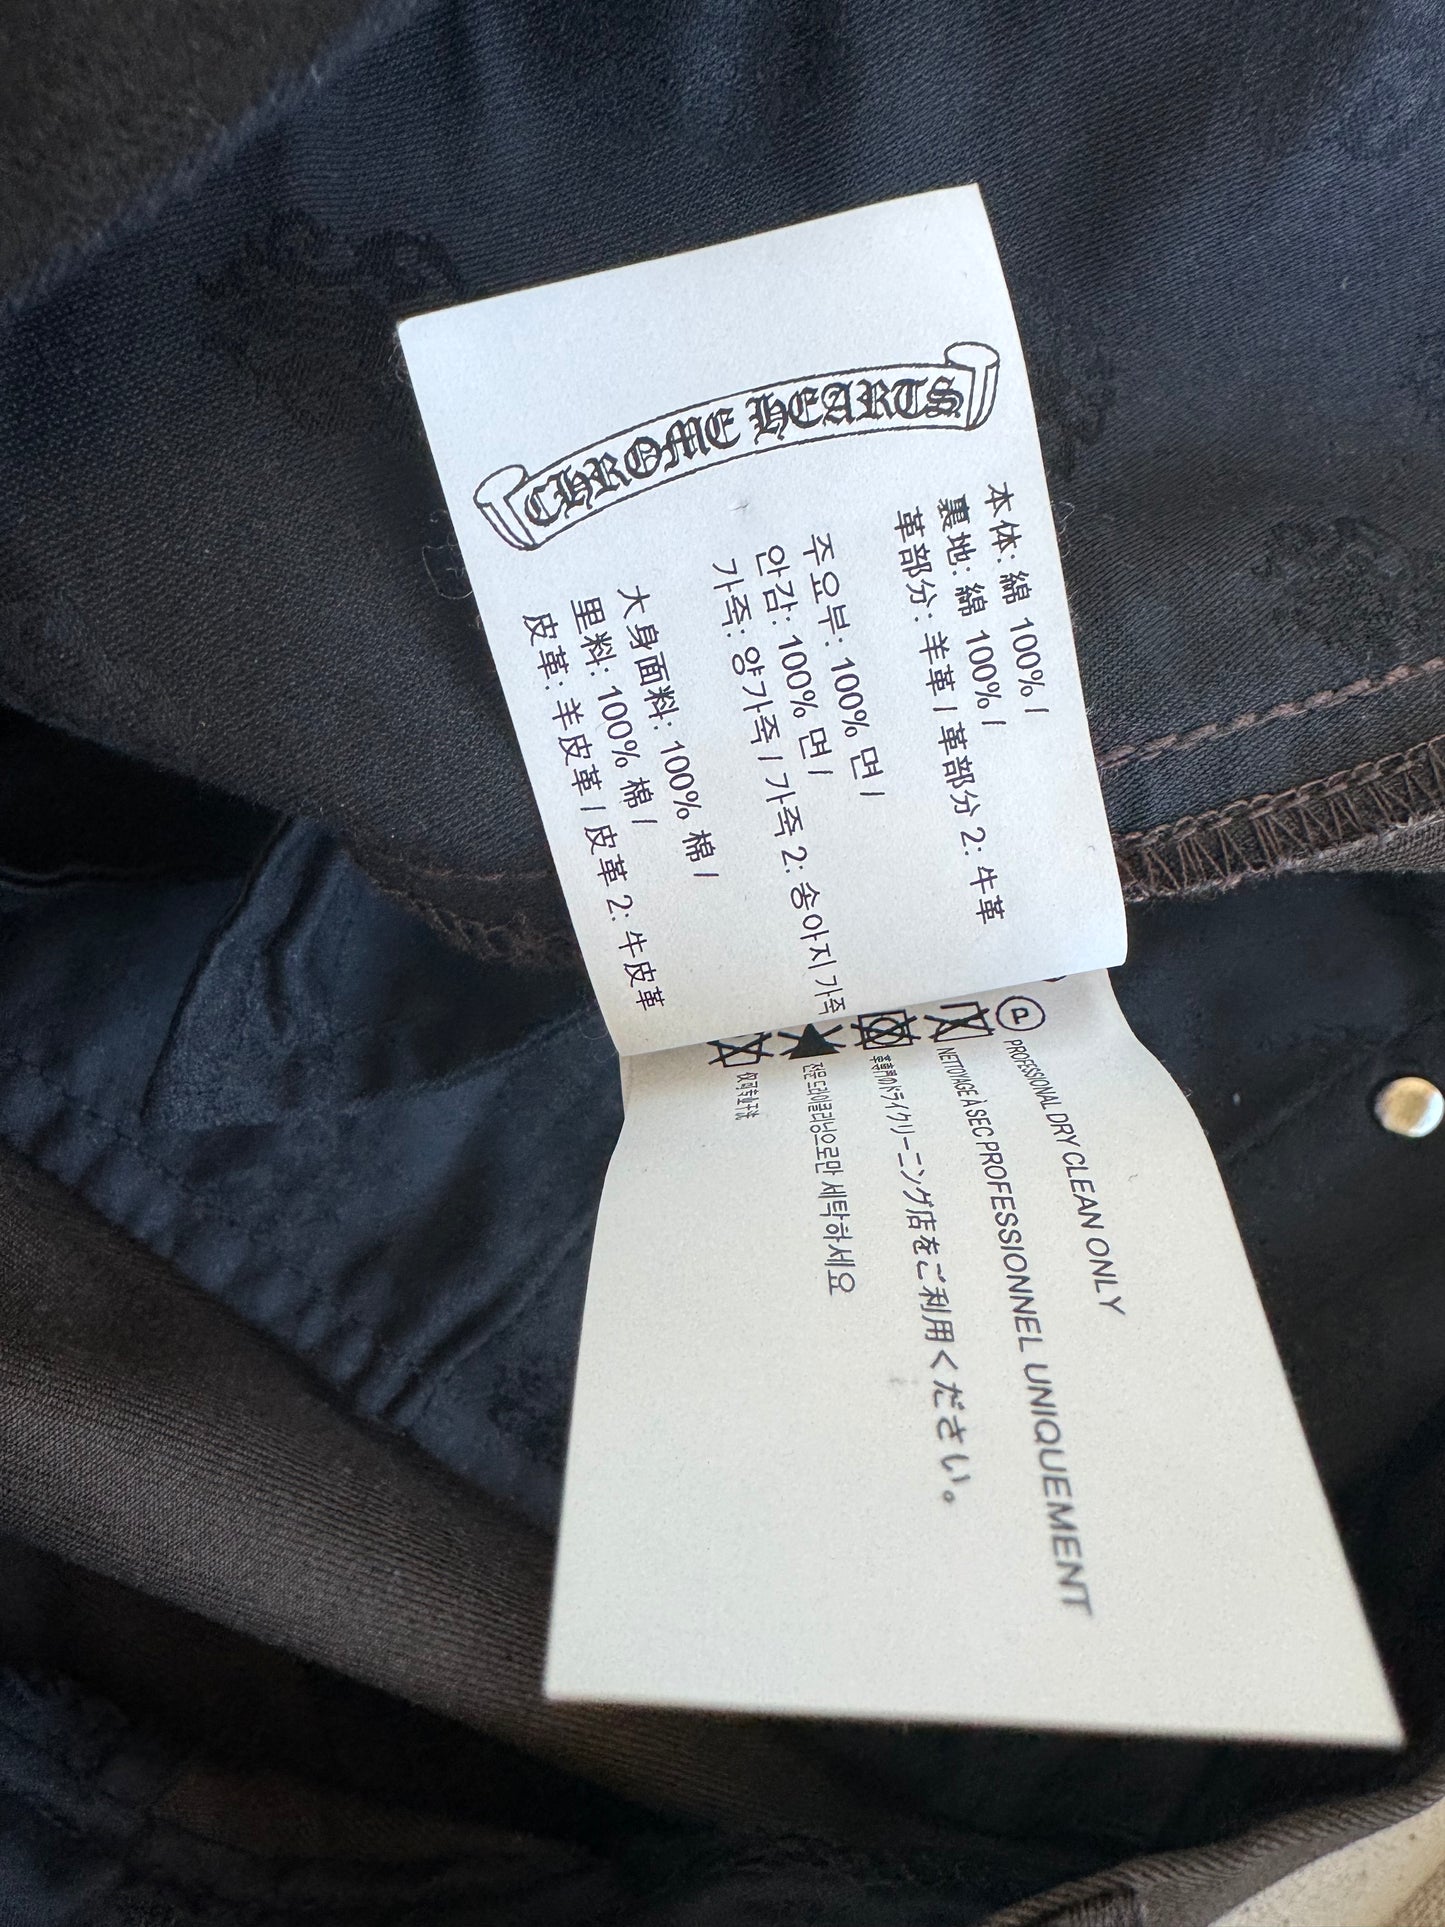 CHROME HEARTS
本体: 綿 100% /
裏地: 綿 100% /
革部分: 羊革 / 革部分 2: 牛革
주요부: 100% 면 /
안감: 100% 면 /
가죽: 양가죽 / 가죽 2: 송아지 가죽
大身面料: 100% 棉 /
里料: 100% 棉 /
皮革: 羊皮革 / 皮革 2: 牛皮革
P
PROFESSIONAL DRY CLEAN ONLY
NETTOYAGE À SEC PROFESSIONNEL UNIQUEMENT
革専門のドライクリーニング店をご利用ください。
전문 드라이클리닝으로만 세탁하세요